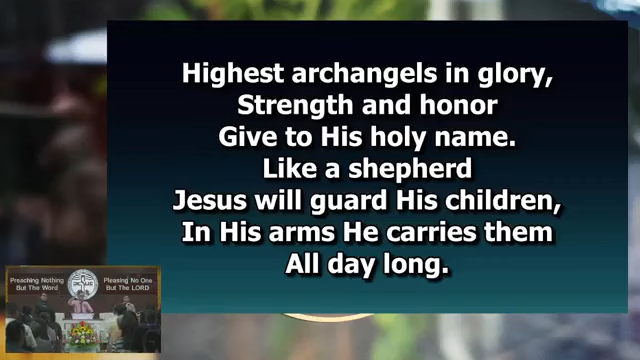 Highest archangels in glory,
Strength and honor
Give to His holy name.
Like a shepherd
Jesus will guard His children,
In His arms He carries them
All day long.
Preaching Nothing
But The Word
Pleasing No One
But The LORD